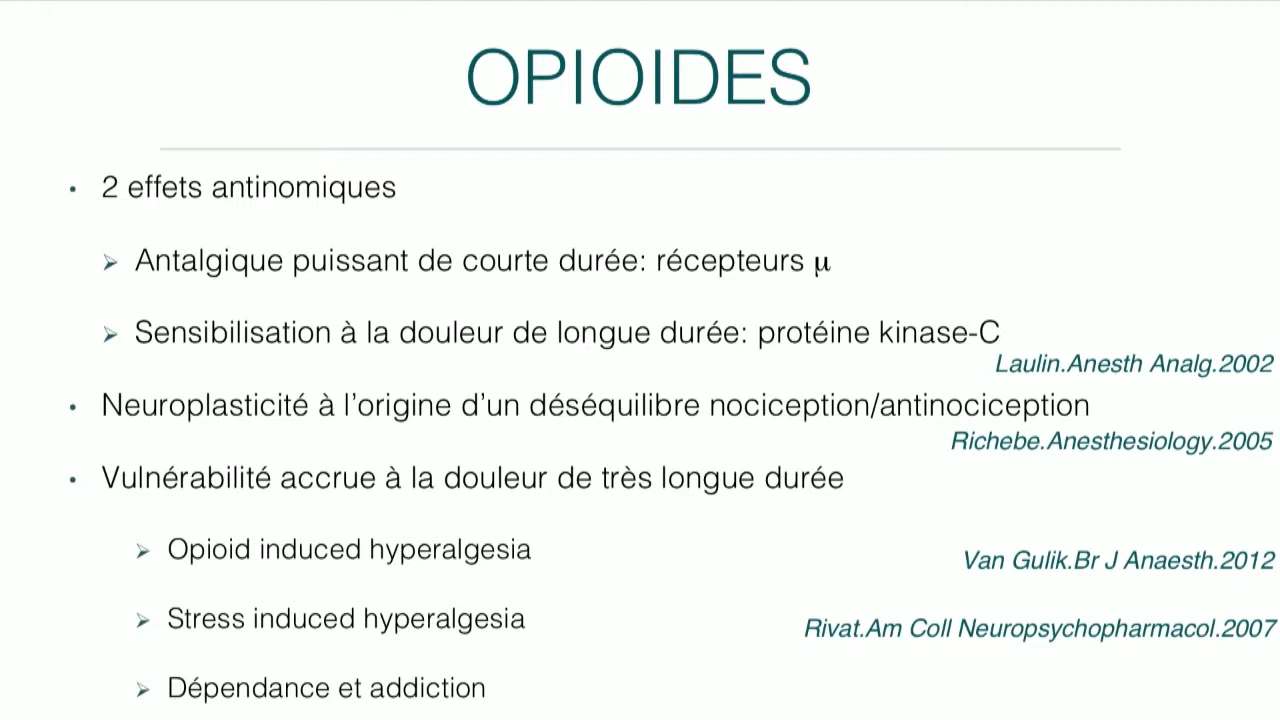 OPIOIDES
• 2 effets antinomiques
➢ Antalgique puissant de courte durée: récepteurs μ
➢ Sensibilisation à la douleur de longue durée: protéine kinase-C
Laulin.Anesth Analg.2002
• Neuroplasticité à l'origine d'un déséquilibre nociception/antinociception
Richebe.Anesthesiology.2005
• Vulnérabilité accrue à la douleur de très longue durée
➢ Opioid induced hyperalgesia
Van Gulik.Br J Anaesth.2012
➢ Stress induced hyperalgesia
Rivat.Am Coll Neuropsychopharmacol.2007
➢ Dépendance et addiction